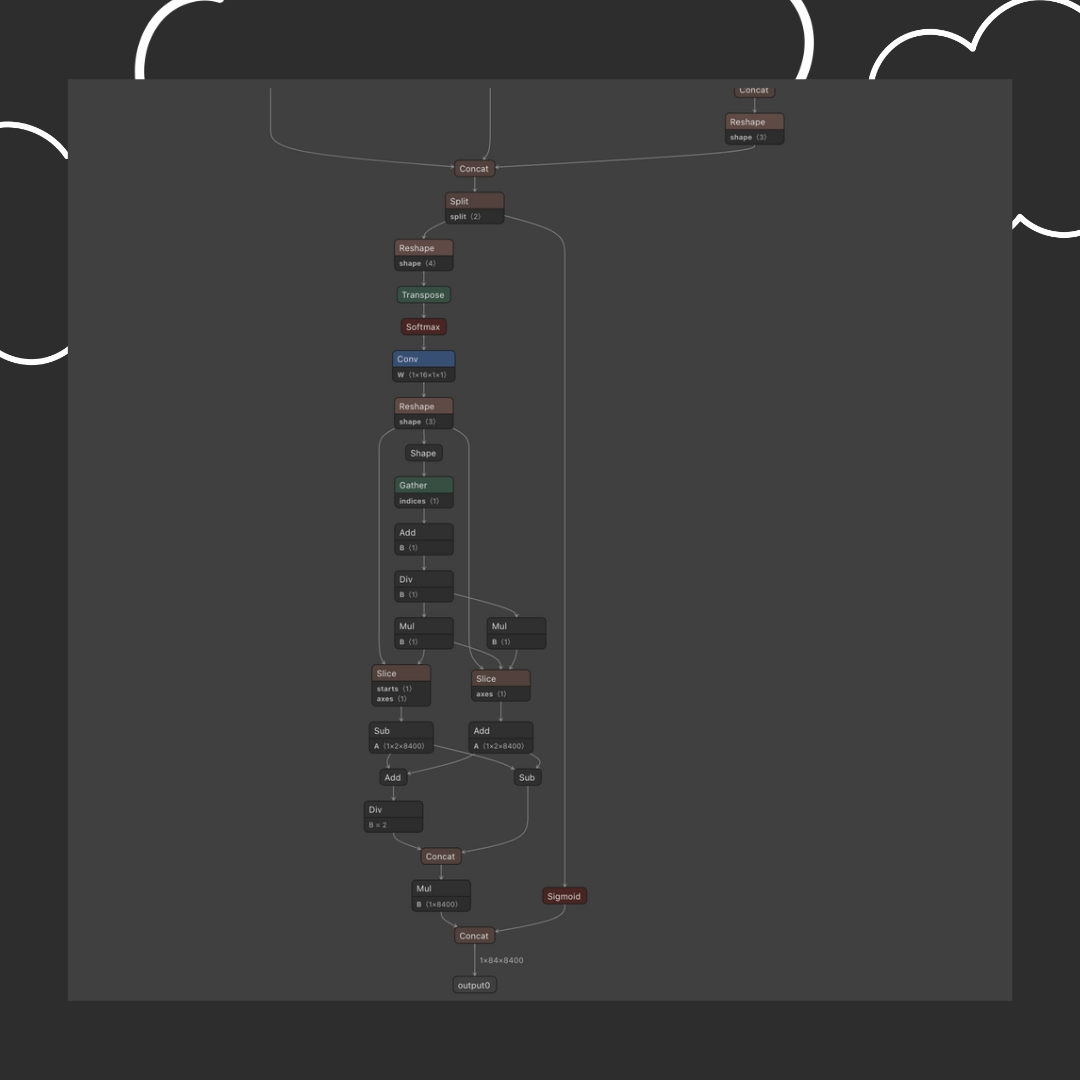 Concat
Reshape
shape ⟨3⟩
Concat
Split
split ⟨2⟩
Reshape
shape ⟨4⟩
Transpose
Softmax
Conv
W ⟨1×16×1×1⟩
Reshape
shape ⟨3⟩
Shape
Gather
indices ⟨1⟩
Add
B ⟨1⟩
Div
B ⟨1⟩
Mul
B ⟨1⟩
Mul
B ⟨1⟩
Slice
starts ⟨1⟩
axes ⟨1⟩
Slice
axes ⟨1⟩
Sub
A ⟨1×2×8400⟩
Add
A ⟨1×2×8400⟩
Add
Sub
Div
B = 2
Concat
Mul
B ⟨1×8400⟩
Sigmoid
Concat
1×84×8400
output0